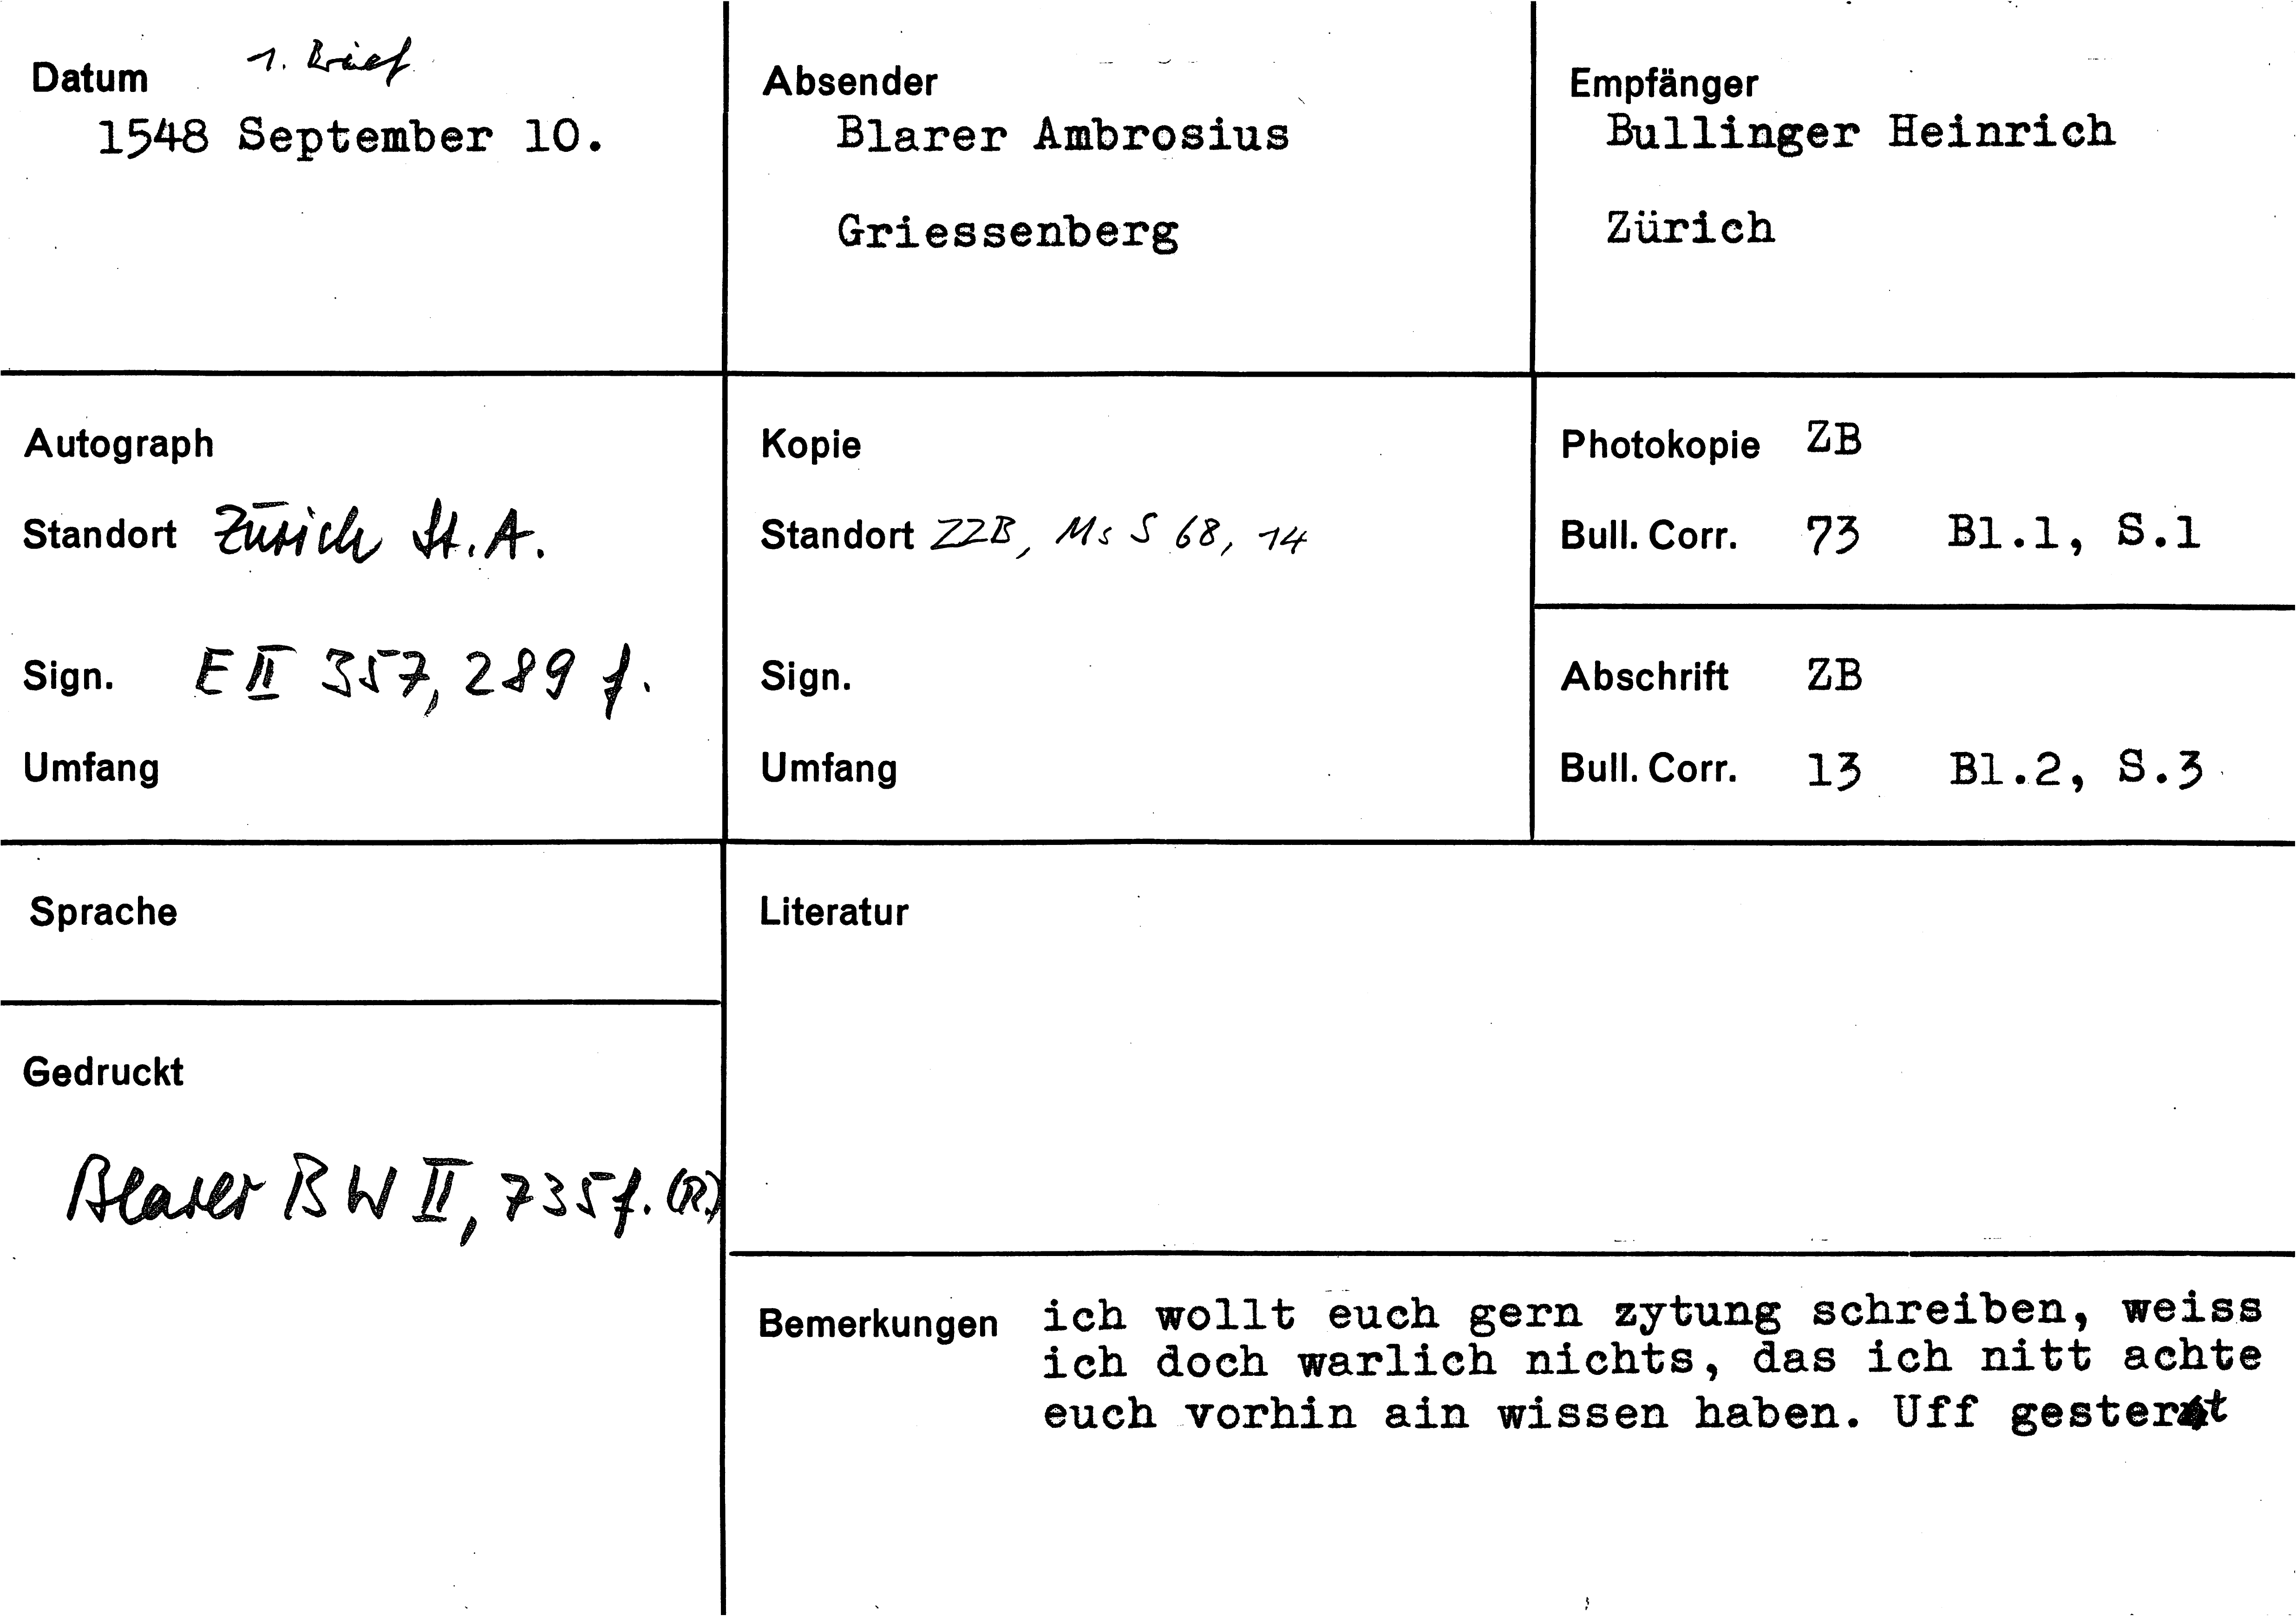 Datum 1. Brief
1548 September 10.
Absender
Blarer Ambrosius
Griessenberg
Empfänger
Bullinger Heinrich
Zürich
Autograph
Standort Zürich St. A.
Sign. E II 357, 289 f.
Umfang
Kopie
Standort ZZB, Ms S 68, 14
Sign.
Umfang
Photokopie ZB
Bull. Corr. 73 Bl.1, S.1
Abschrift ZB
Bull. Corr. 13 Bl.2, S.3
Sprache
Literatur
Gedruckt
Blarer BW II, 735 f. (R.)
Bemerkungen ich wollt euch gern zytung schreiben, weiss
ich doch warlich nichts, das ich nitt achte
euch vorhin ain wissen haben. Uff